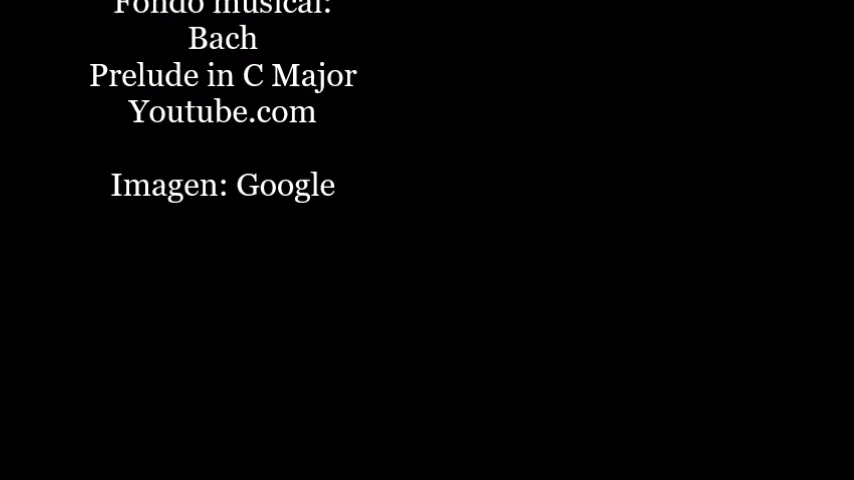 Fondo musical:
Bach
Prelude in C Major
Youtube.com
Imagen: Google